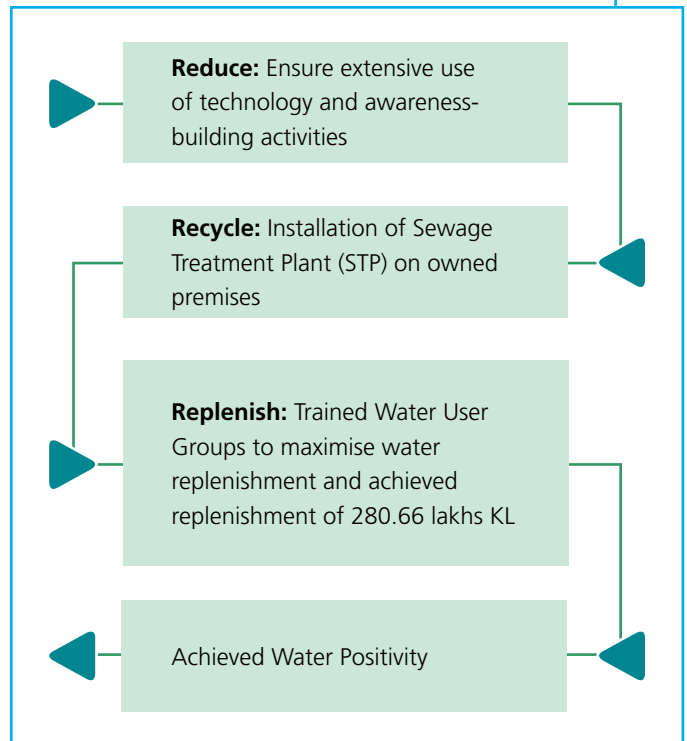 Reduce: Ensure extensive use
of technology and awareness-
building activities
Recycle: Installation of Sewage
Treatment Plant (STP) on owned
premises
Replenish: Trained Water User
Groups to maximise water
replenishment and achieved
replenishment of 280.66 lakhs KL
Achieved Water Positivity